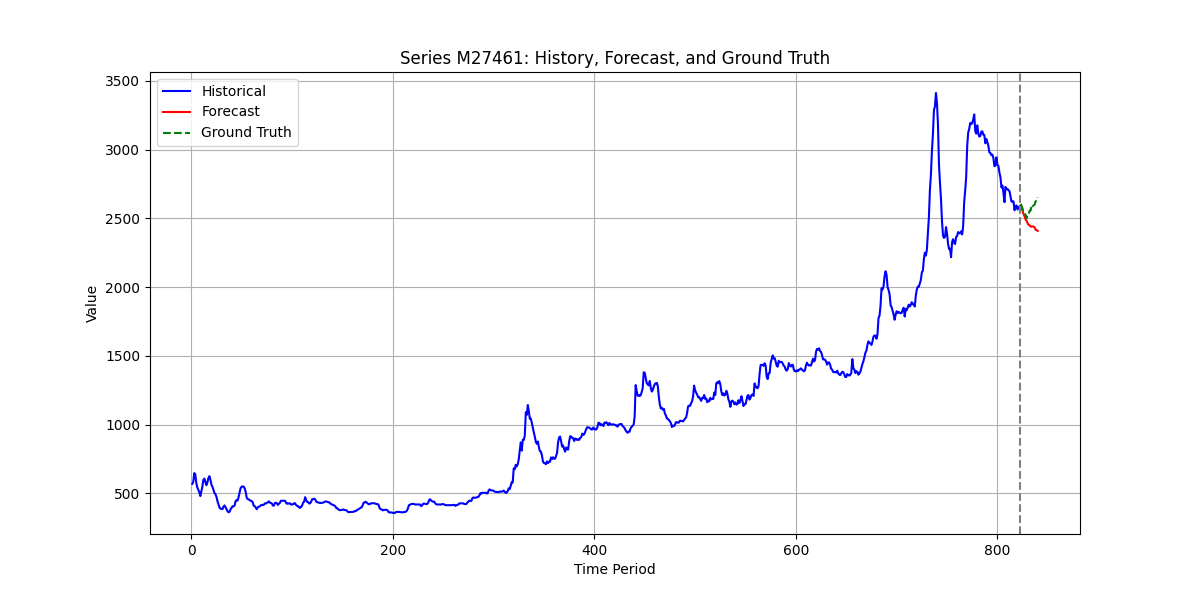 Series M27461: History, Forecast, and Ground Truth
Historical
Forecast
Ground Truth
3500
3000
2500
2000
1500
1000
500
Value
0 200 400 600 800
Time Period